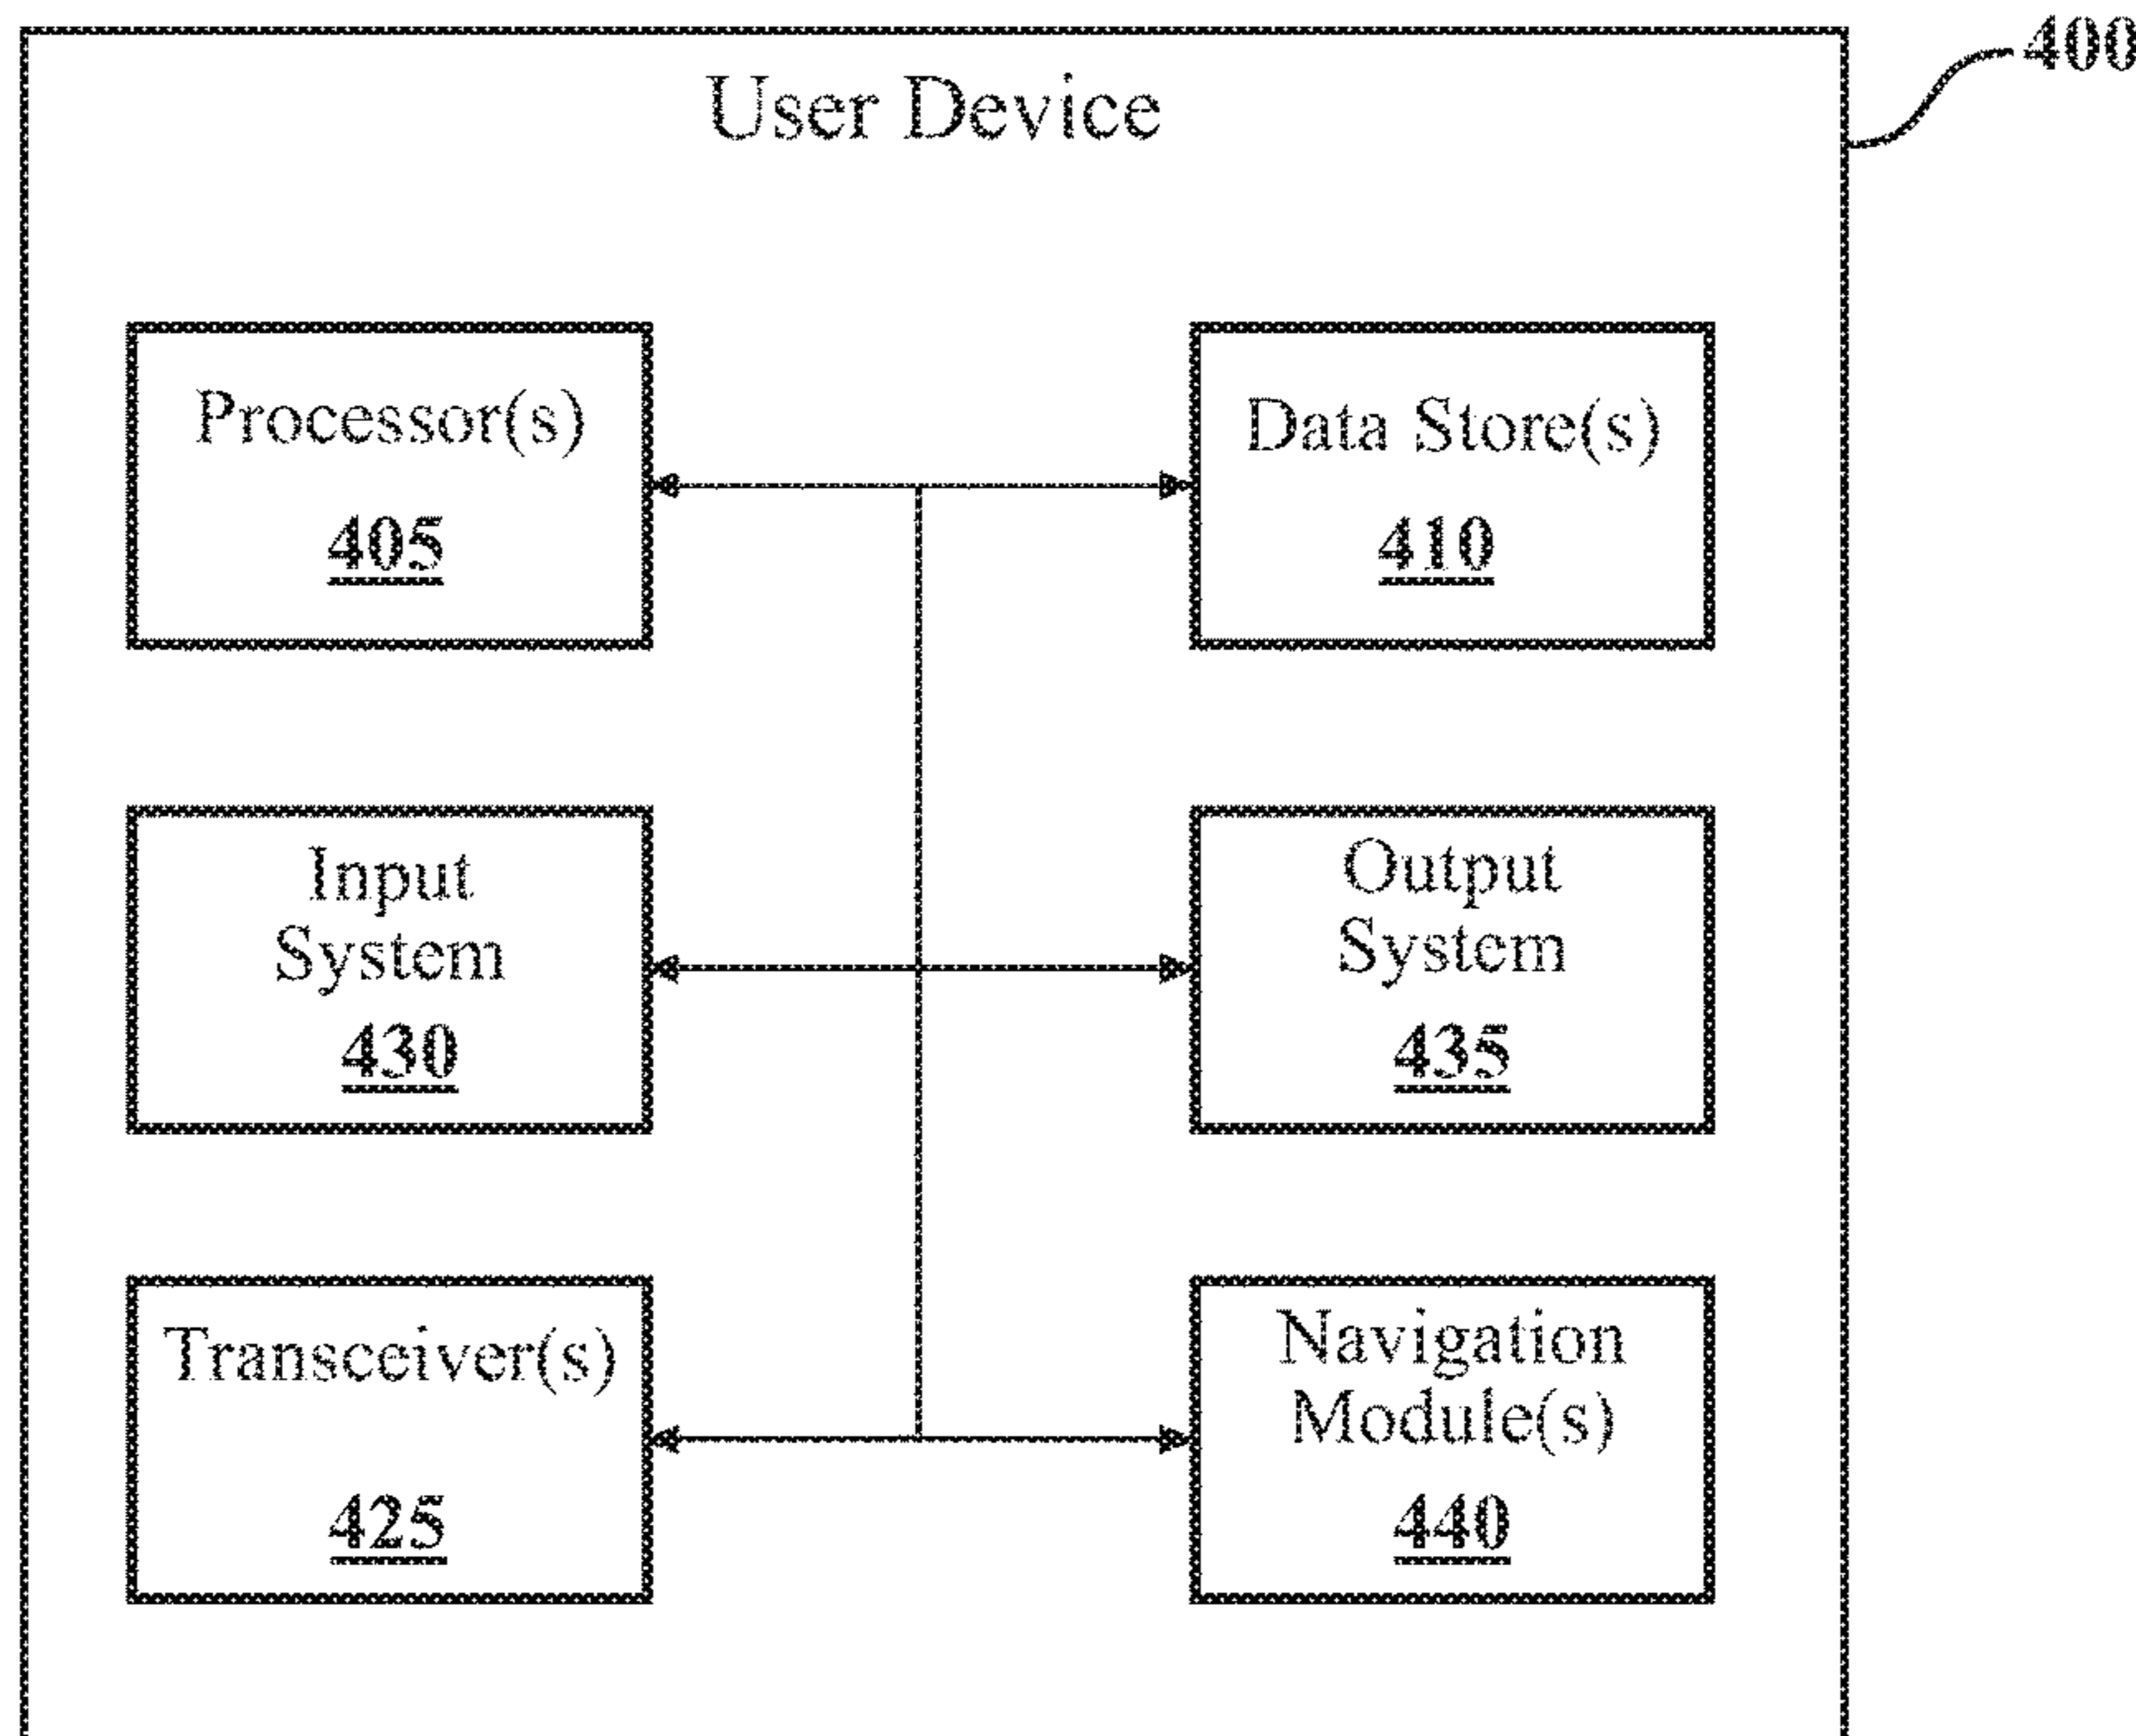 400
User Device
Processor(s)
405
Data Store(s)
410
Input
System
430
Output
System
435
Transceiver(s)
425
Navigation
Module(s)
440